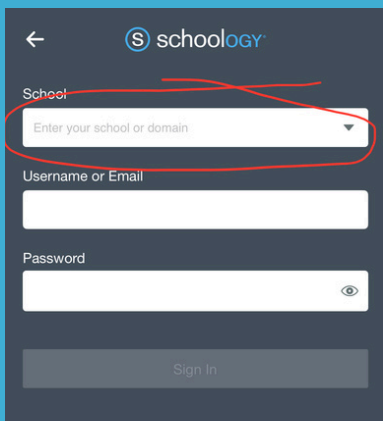 S schoology
School
Enter your school or domain
Username or Email
Password
Sign In